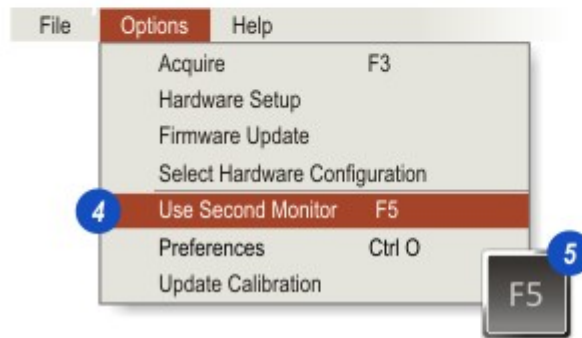 File Options Help
Acquire F3
Hardware Setup
Firmware Update
Select Hardware Configuration
4 Use Second Monitor F5
Preferences Ctrl O
5
Update Calibration
F5